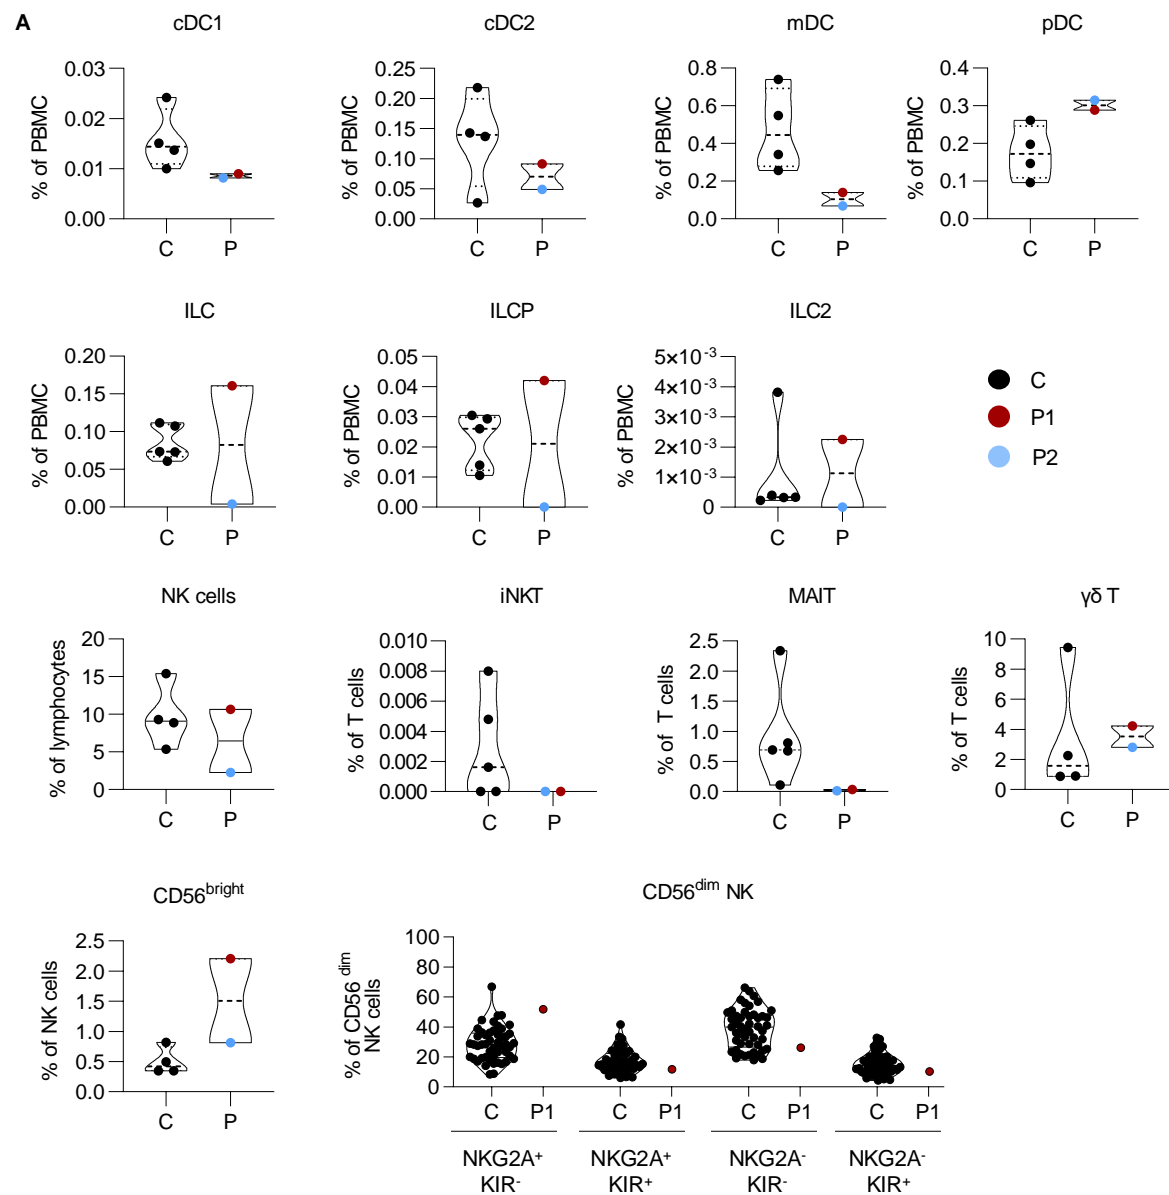 A
cDC1
cDC2
mDC
pDC
% of PBMC
0.03
0.02
0.01
0.00
C
P
% of PBMC
0.25
0.20
0.15
0.10
0.05
0.00
C
P
% of PBMC
0.8
0.6
0.4
0.2
0.0
C
P
% of PBMC
0.4
0.3
0.2
0.1
0.0
C
P
ILC
ILCP
ILC2
% of PBMC
0.20
0.15
0.10
0.05
0.00
C
P
% of PBMC
0.05
0.04
0.03
0.02
0.01
0.00
C
P
% of PBMC
5×10⁻³
4×10⁻³
3×10⁻³
2×10⁻³
1×10⁻³
0
C
P
C
P1
P2
NK cells
iNKT
MAIT
γδ T
% of lymphocytes
20
15
10
5
0
C
P
% of T cells
0.010
0.008
0.006
0.004
0.002
0.000
C
P
% of T cells
2.5
2.0
1.5
1.0
0.5
0.0
C
P
% of T cells
10
8
6
4
2
0
C
P
CD56bright
CD56dim NK
% of NK cells
2.5
2.0
1.5
1.0
0.5
0.0
C
P
% of CD56dim
NK cells
100
80
60
40
20
0
C
P1
C
P1
C
P1
C
P1
NKG2A⁺
KIR⁻
NKG2A⁺
KIR⁺
NKG2A⁻
KIR⁻
NKG2A⁻
KIR⁺